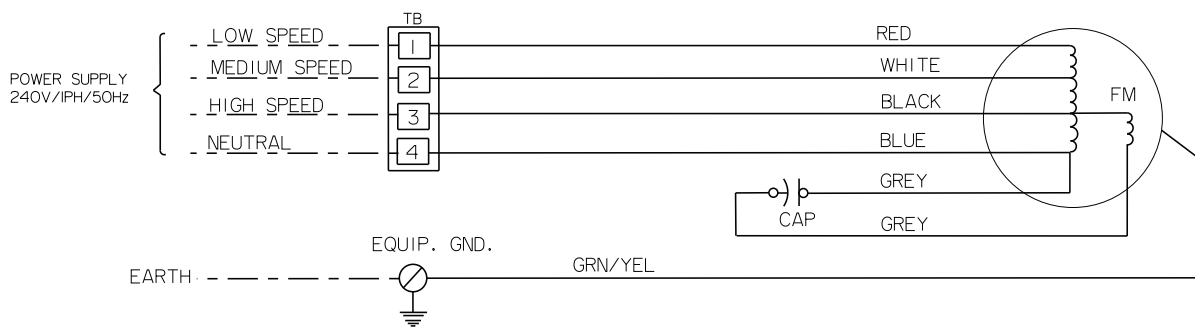 TB
LOW SPEED
1
RED
MEDIUM SPEED
2
WHITE
POWER SUPPLY
240V/1PH/50Hz
HIGH SPEED
3
BLACK
FM
NEUTRAL
4
BLUE
GREY
CAP
GREY
EQUIP. GND.
EARTH
GRN/YEL